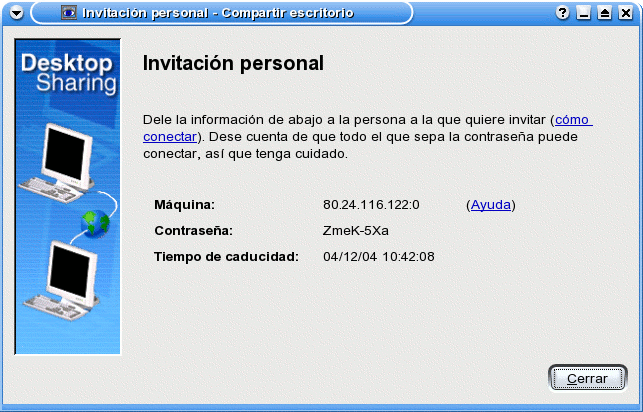 Invitación personal - Compartir escritorio
Desktop
Sharing
Invitación personal
Dele la información de abajo a la persona a la que quiere invitar (cómo
conectar). Dese cuenta de que todo el que sepa la contraseña puede
conectar, así que tenga cuidado.
Máquina: 80.24.116.122:0 (Ayuda)
Contraseña: ZmeK-5Xa
Tiempo de caducidad: 04/12/04 10:42:08
Cerrar